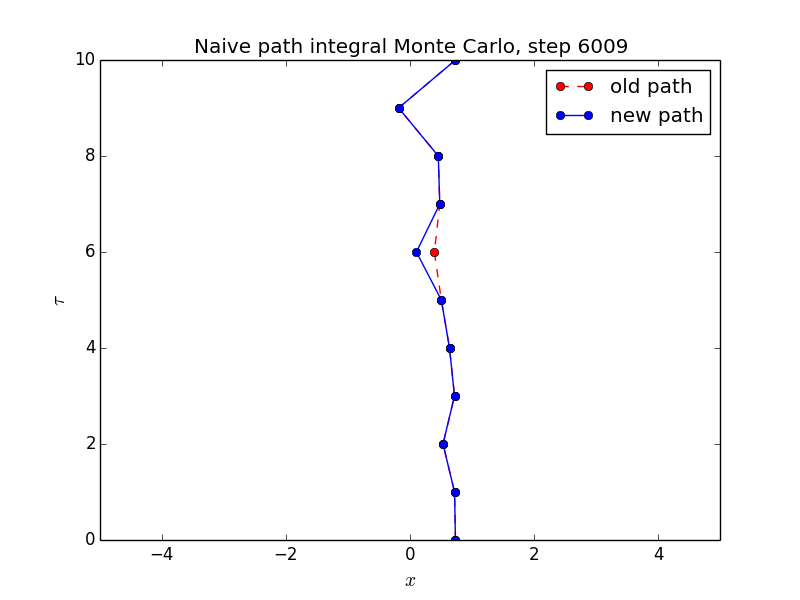 Naive path integral Monte Carlo, step 6009
old path
new path
10
8
6
4
2
0
τ
−4 −2 0 2 4
x